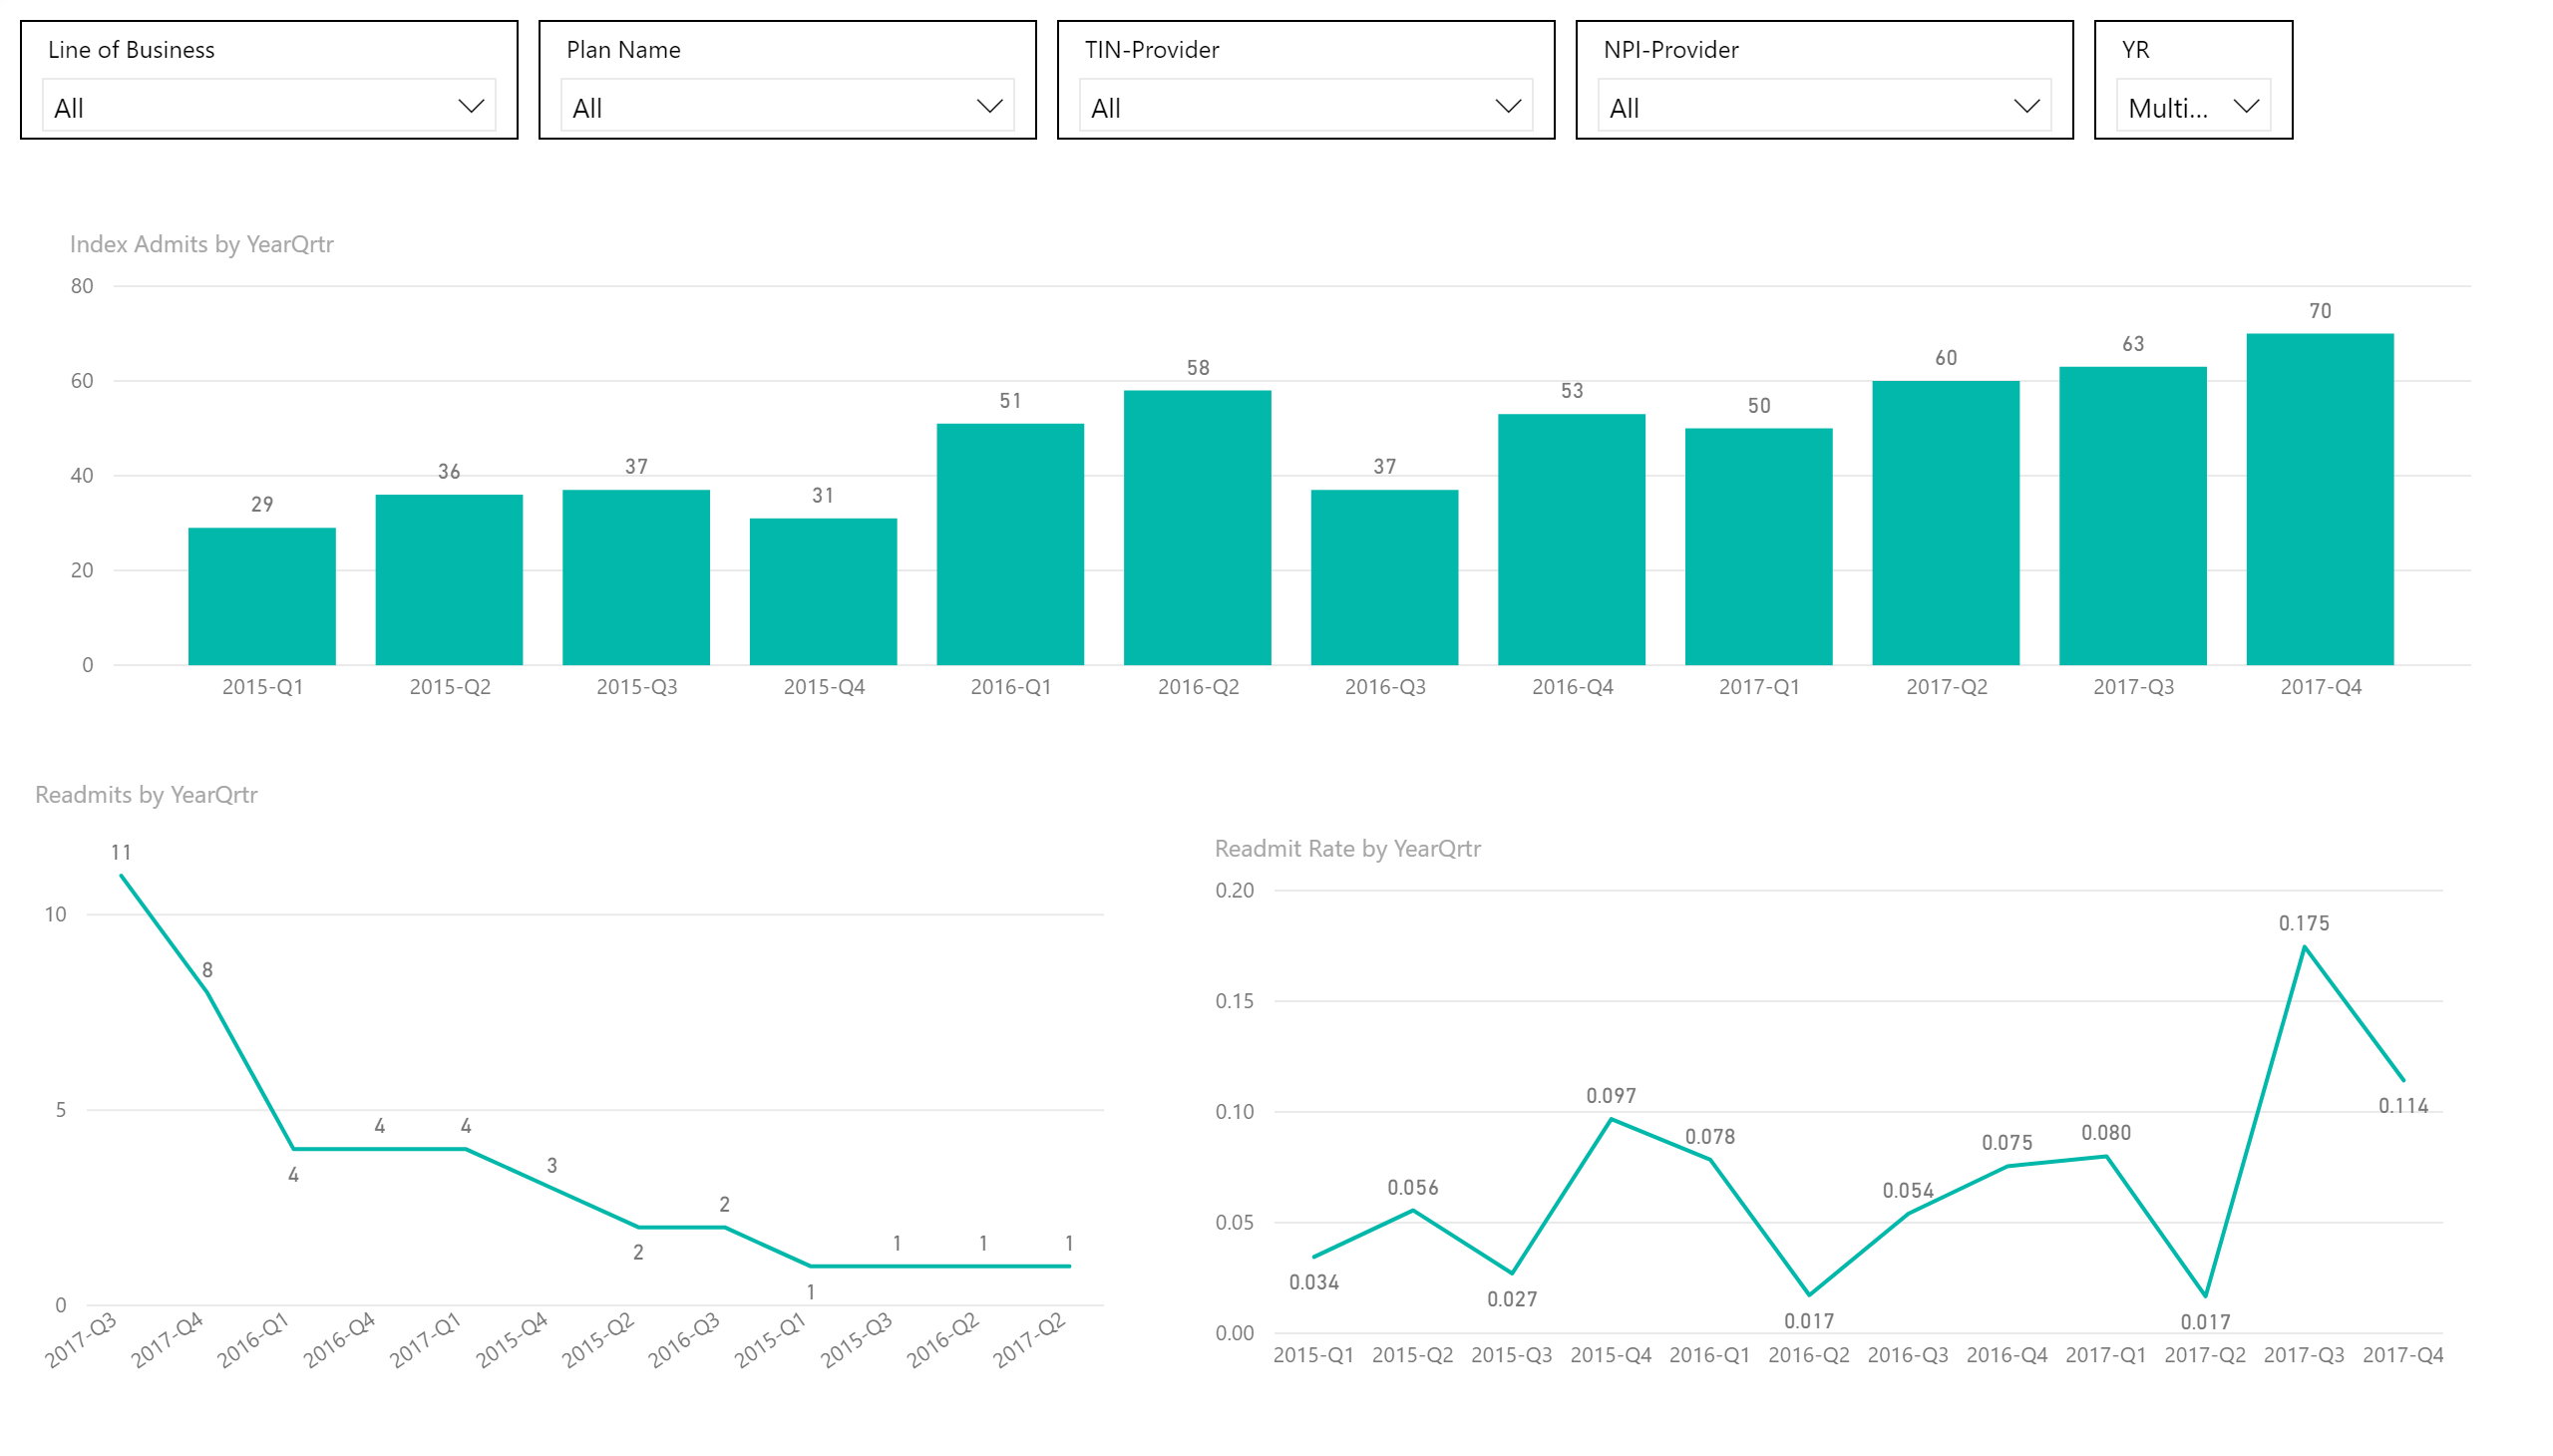 Line of Business
All
Plan Name
All
TIN-Provider
All
NPI-Provider
All
YR
Multi...
Index Admits by YearQrtr
80
60
40
20
0
29
36
37
31
51
58
37
53
50
60
63
70
2015-Q1
2015-Q2
2015-Q3
2015-Q4
2016-Q1
2016-Q2
2016-Q3
2016-Q4
2017-Q1
2017-Q2
2017-Q3
2017-Q4
Readmits by YearQrtr
10
5
0
11
8
4
4
4
3
2
2
1
1
1
1
2017-Q3
2017-Q4
2016-Q1
2016-Q4
2017-Q1
2015-Q4
2015-Q2
2016-Q3
2015-Q1
2015-Q3
2016-Q2
2017-Q2
Readmit Rate by YearQrtr
0.20
0.15
0.10
0.05
0.00
0.034
0.056
0.027
0.097
0.078
0.017
0.054
0.075
0.080
0.017
0.175
0.114
2015-Q1
2015-Q2
2015-Q3
2015-Q4
2016-Q1
2016-Q2
2016-Q3
2016-Q4
2017-Q1
2017-Q2
2017-Q3
2017-Q4